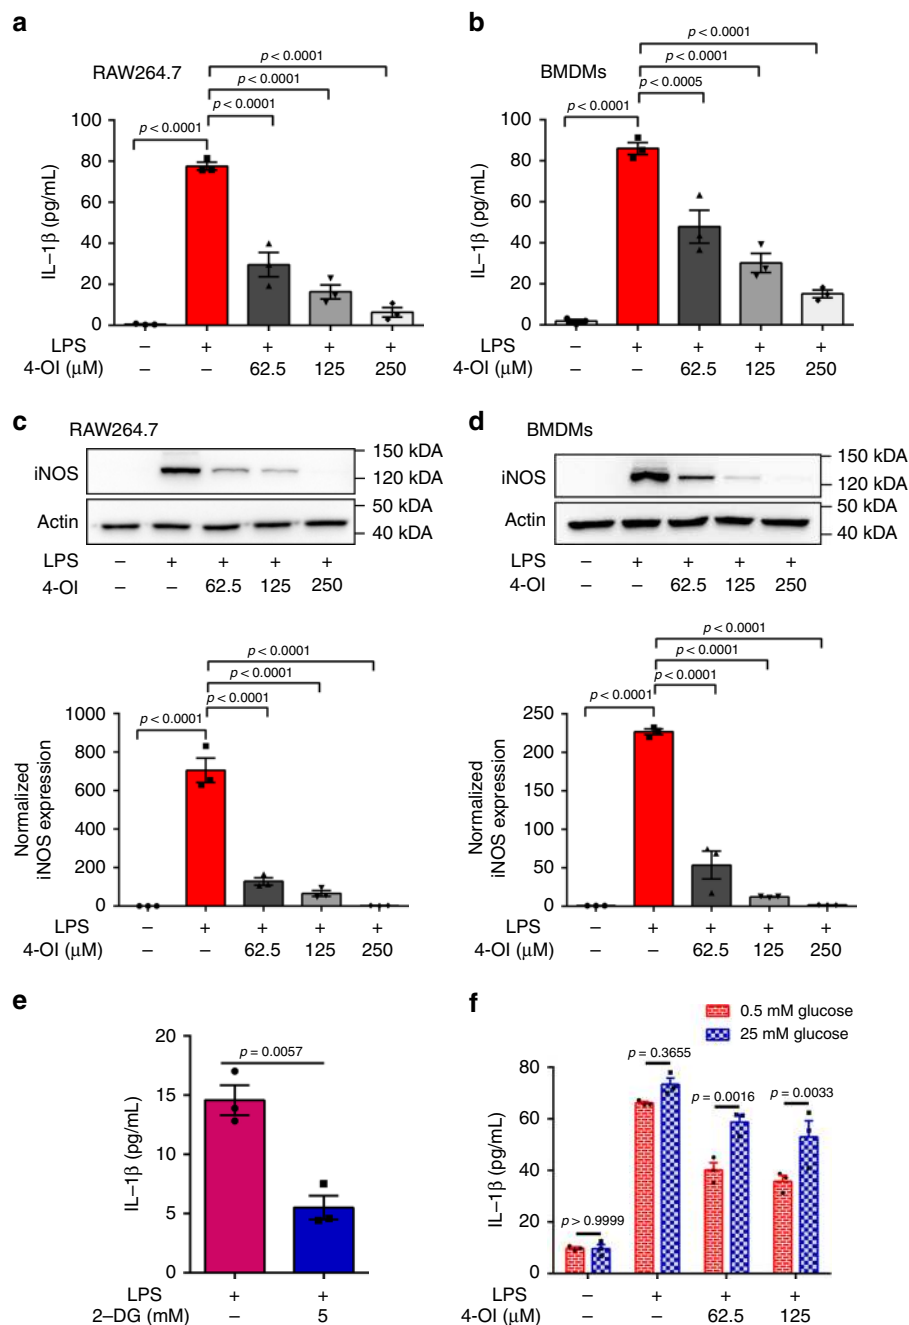 a
b
RAW264.7
p < 0.0001
p < 0.0001
p < 0.0001
p < 0.0001
100
80
60
40
20
0
IL–1β (pg/mL)
LPS – + + + +
4-OI (μM) – – 62.5 125 250
BMDMs
p < 0.0001
p < 0.0001
p < 0.0005
p < 0.0001
100
80
60
40
20
0
IL–1β (pg/mL)
LPS – + + + +
4-OI (μM) – – 62.5 125 250
c
d
RAW264.7
iNOS
150 kDA
120 kDA
Actin
50 kDA
40 kDA
LPS – + + + +
4-OI – – 62.5 125 250
p < 0.0001
p < 0.0001
p < 0.0001
p < 0.0001
1000
800
600
400
200
0
Normalized
iNOS expression
LPS – + + + +
4-OI (μM) – – 62.5 125 250
BMDMs
iNOS
150 kDA
120 kDA
Actin
50 kDA
40 kDA
LPS – + + + +
4-OI – – 62.5 125 250
p < 0.0001
p < 0.0001
p < 0.0001
p < 0.0001
250
200
150
100
50
0
Normalized
iNOS expression
LPS – + + + +
4-OI (μM) – – 62.5 125 250
e
f
p = 0.0057
20
15
10
5
0
IL–1β (pg/mL)
LPS + +
2–DG (mM) – 5
0.5 mM glucose
25 mM glucose
p = 0.3655
p = 0.0016
p = 0.0033
p > 0.9999
80
60
40
20
0
IL–1β (pg/mL)
LPS – + + +
4-OI (μM) – – 62.5 125